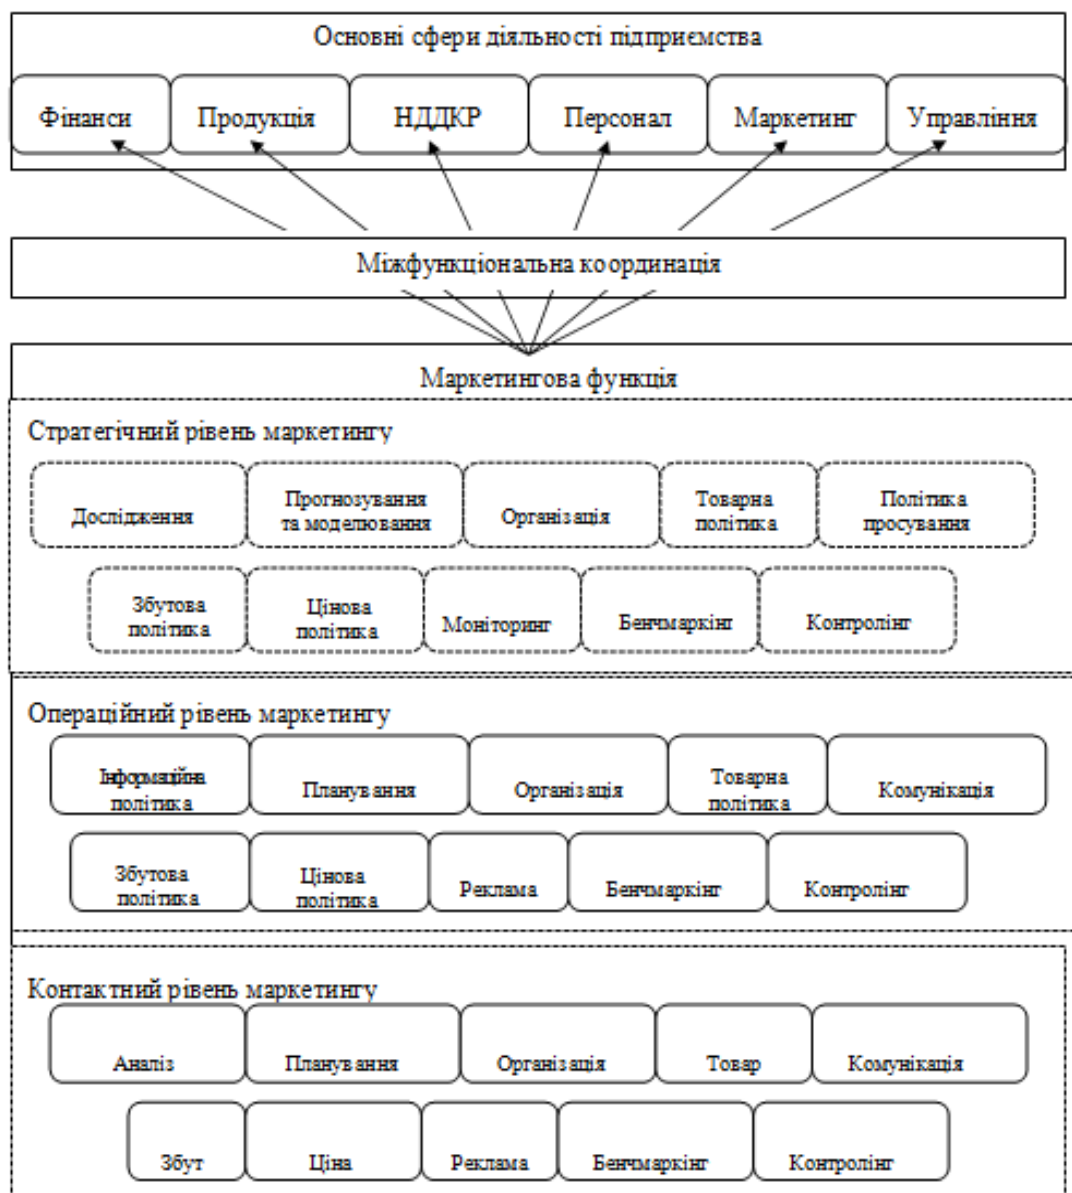 Основні сфери діяльності підприємства
Фінанси Продукція НДДКР Персонал Маркетинг Управління
Міжфункціональна координація
Маркетингова функція
Стратегічний рівень маркетингу
Дослідження
Прогнозування
та моделювання
Організація
Товарна
політика
Політика
просування
Збутова
політика
Цінова
політика
Моніторинг
Бенчмаркінг
Контролінг
Операційний рівень маркетингу
Інформаційна
політика
Планування
Організація
Товарна
політика
Комунікація
Збутова
політика
Цінова
політика
Реклама
Бенчмаркінг
Контролінг
Контактний рівень маркетингу
Аналіз Планування Організація Товар Комунікація
Збут Ціна Реклама Бенчмаркінг Контролінг